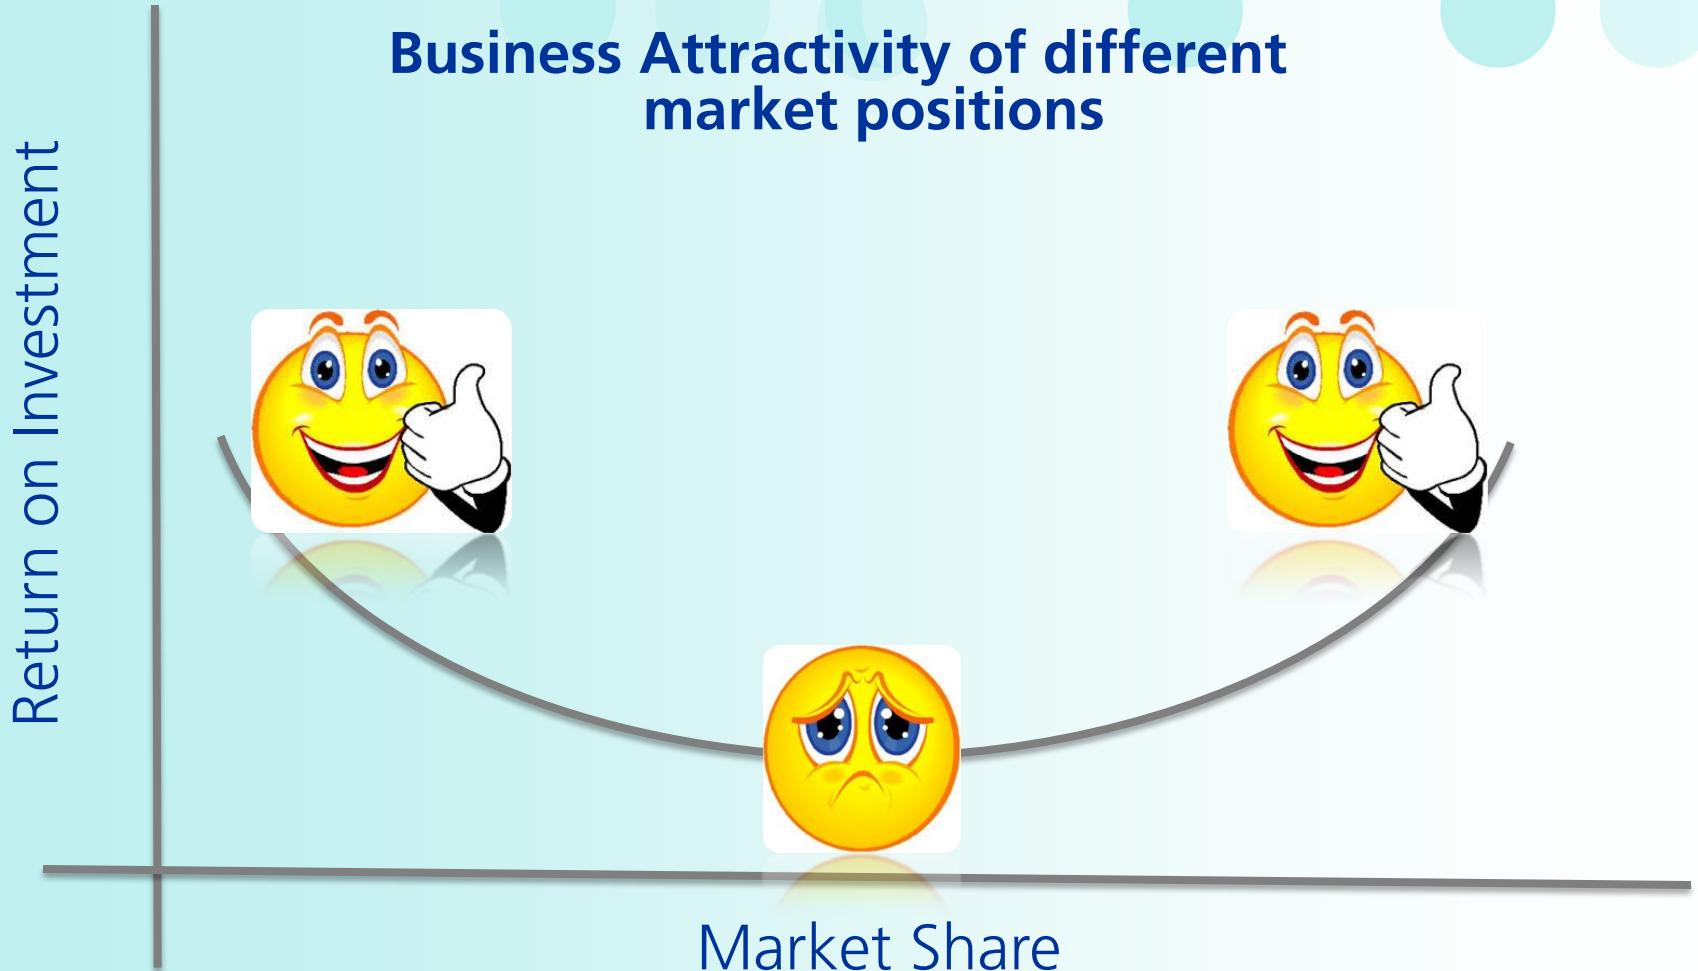 Business Attractivity of different
market positions
Return on Investment
Market Share